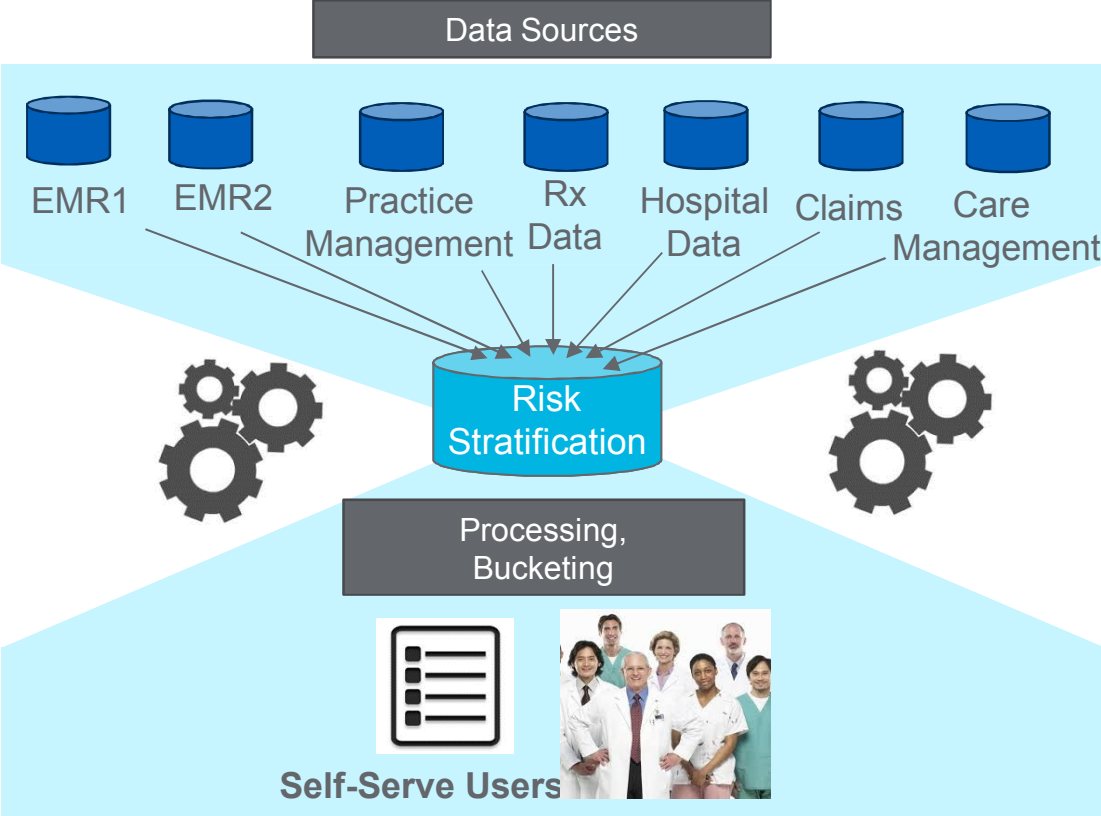 Data Sources
EMR1
EMR2
Practice
Management
Rx
Data
Hospital
Data
Claims
Care
Management
Risk
Stratification
Processing,
Bucketing
Self-Serve Users